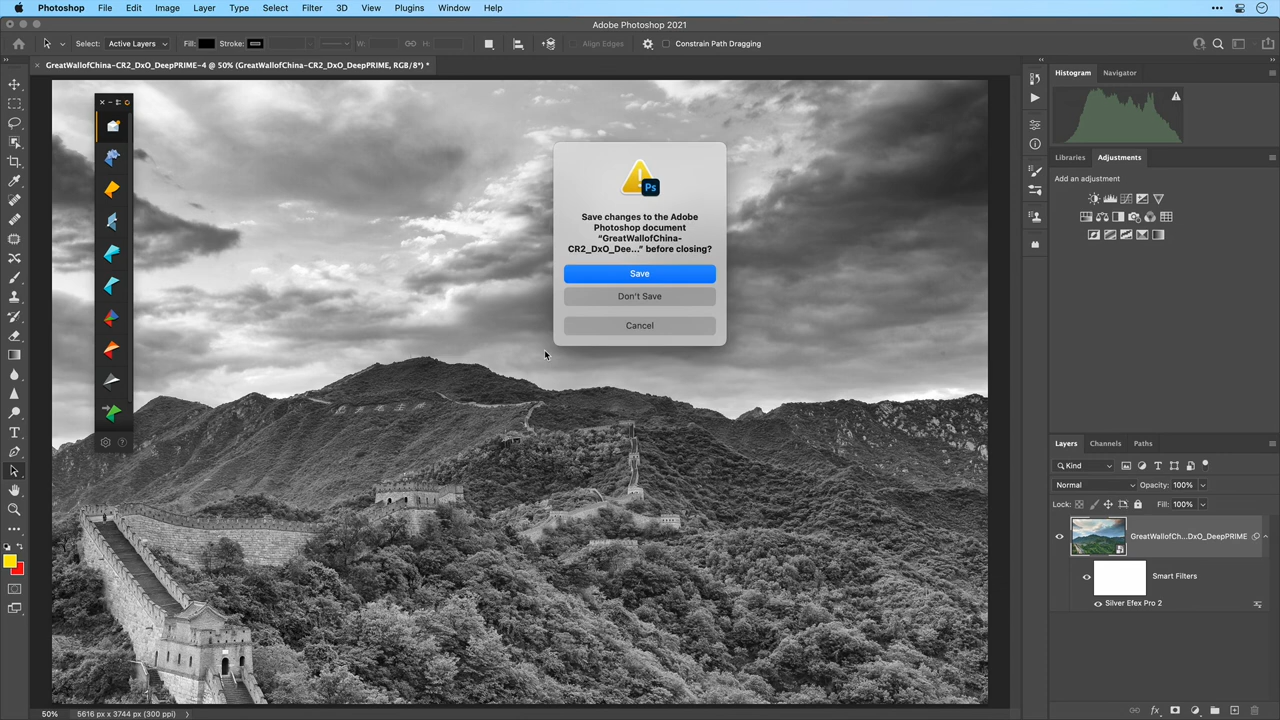 Photoshop File Edit Image Layer Type Select Filter 3D View Plugins Window Help
Adobe Photoshop 2021
Select: Active Layers Fill: Stroke: W: H: Align Edges Constrain Path Dragging
GreatWallofChina-CR2_DxO_DeepPRIME-4 @ 50% (GreatWallofChina-CR2_DxO_DeepPRIME, RGB/8*) *
Histogram Navigator
Ps
Save changes to the Adobe
Photoshop document
“GreatWallofChina-
CR2_DxO_Dee...” before closing?
Save
Don't Save
Cancel
Libraries Adjustments
Add an adjustment
Layers Channels Paths
Kind
Normal Opacity: 100%
Lock: Fill: 100%
GreatWallofCh...DxO_DeepPRIME
Smart Filters
Silver Efex Pro 2
50% 5616 px x 3744 px (300 ppi)